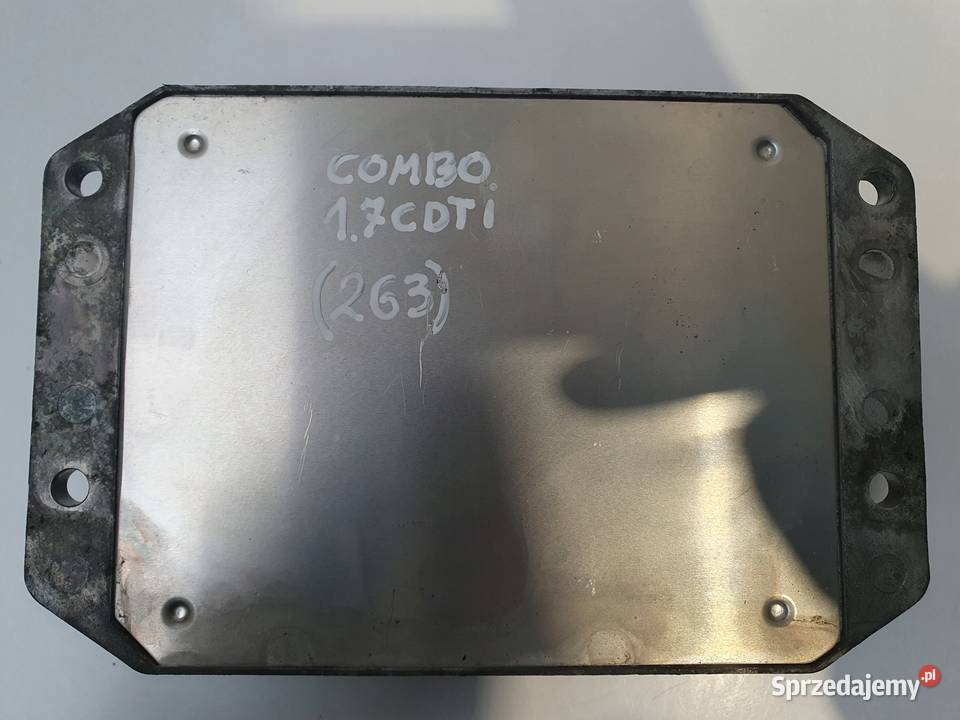 COMBO
1.7CDTi
(263)
Sprzedajemy.pl